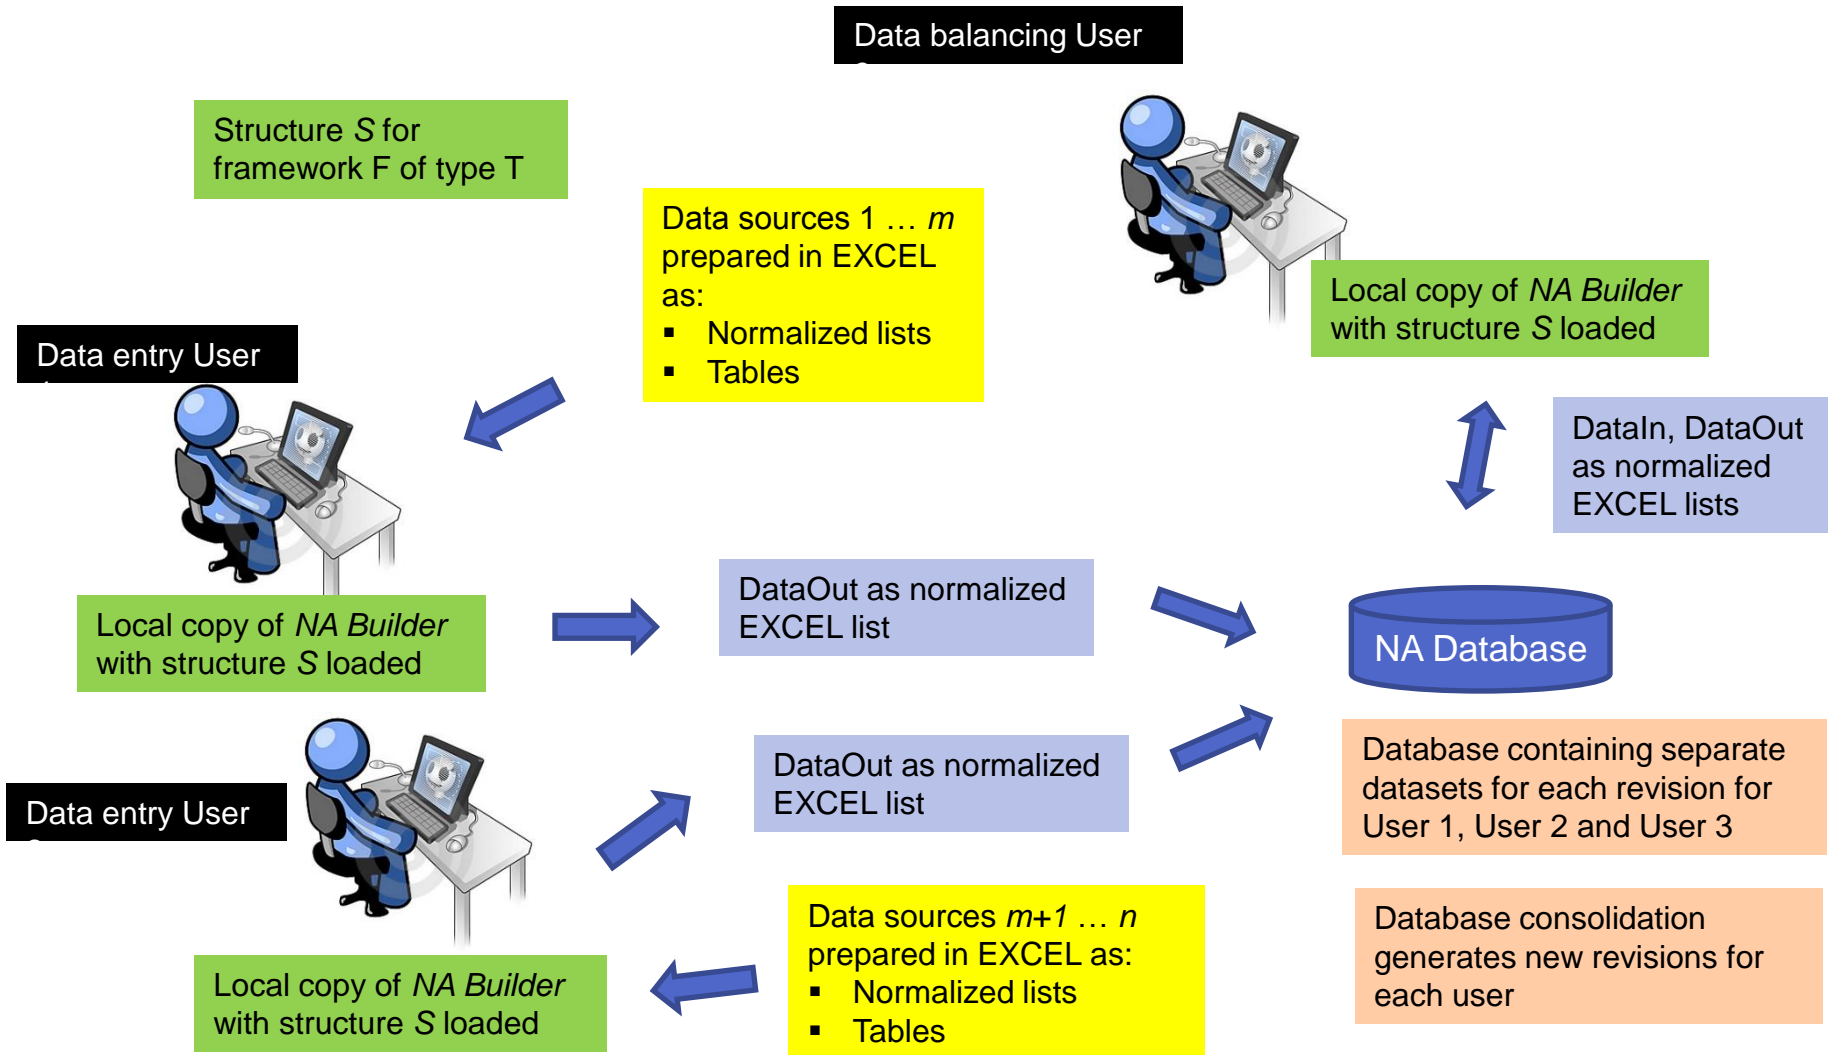 Data balancing User
Structure S for
framework F of type T
Data sources 1 … m
prepared in EXCEL
as:
▪ Normalized lists
▪ Tables
Local copy of NA Builder
with structure S loaded
Data entry User
DataIn, DataOut
as normalized
EXCEL lists
DataOut as normalized
EXCEL list
Local copy of NA Builder
with structure S loaded
NA Database
DataOut as normalized
EXCEL list
Database containing separate
datasets for each revision for
User 1, User 2 and User 3
Data entry User
Data sources m+1 … n
prepared in EXCEL as:
▪ Normalized lists
▪ Tables
Database consolidation
generates new revisions for
each user
Local copy of NA Builder
with structure S loaded